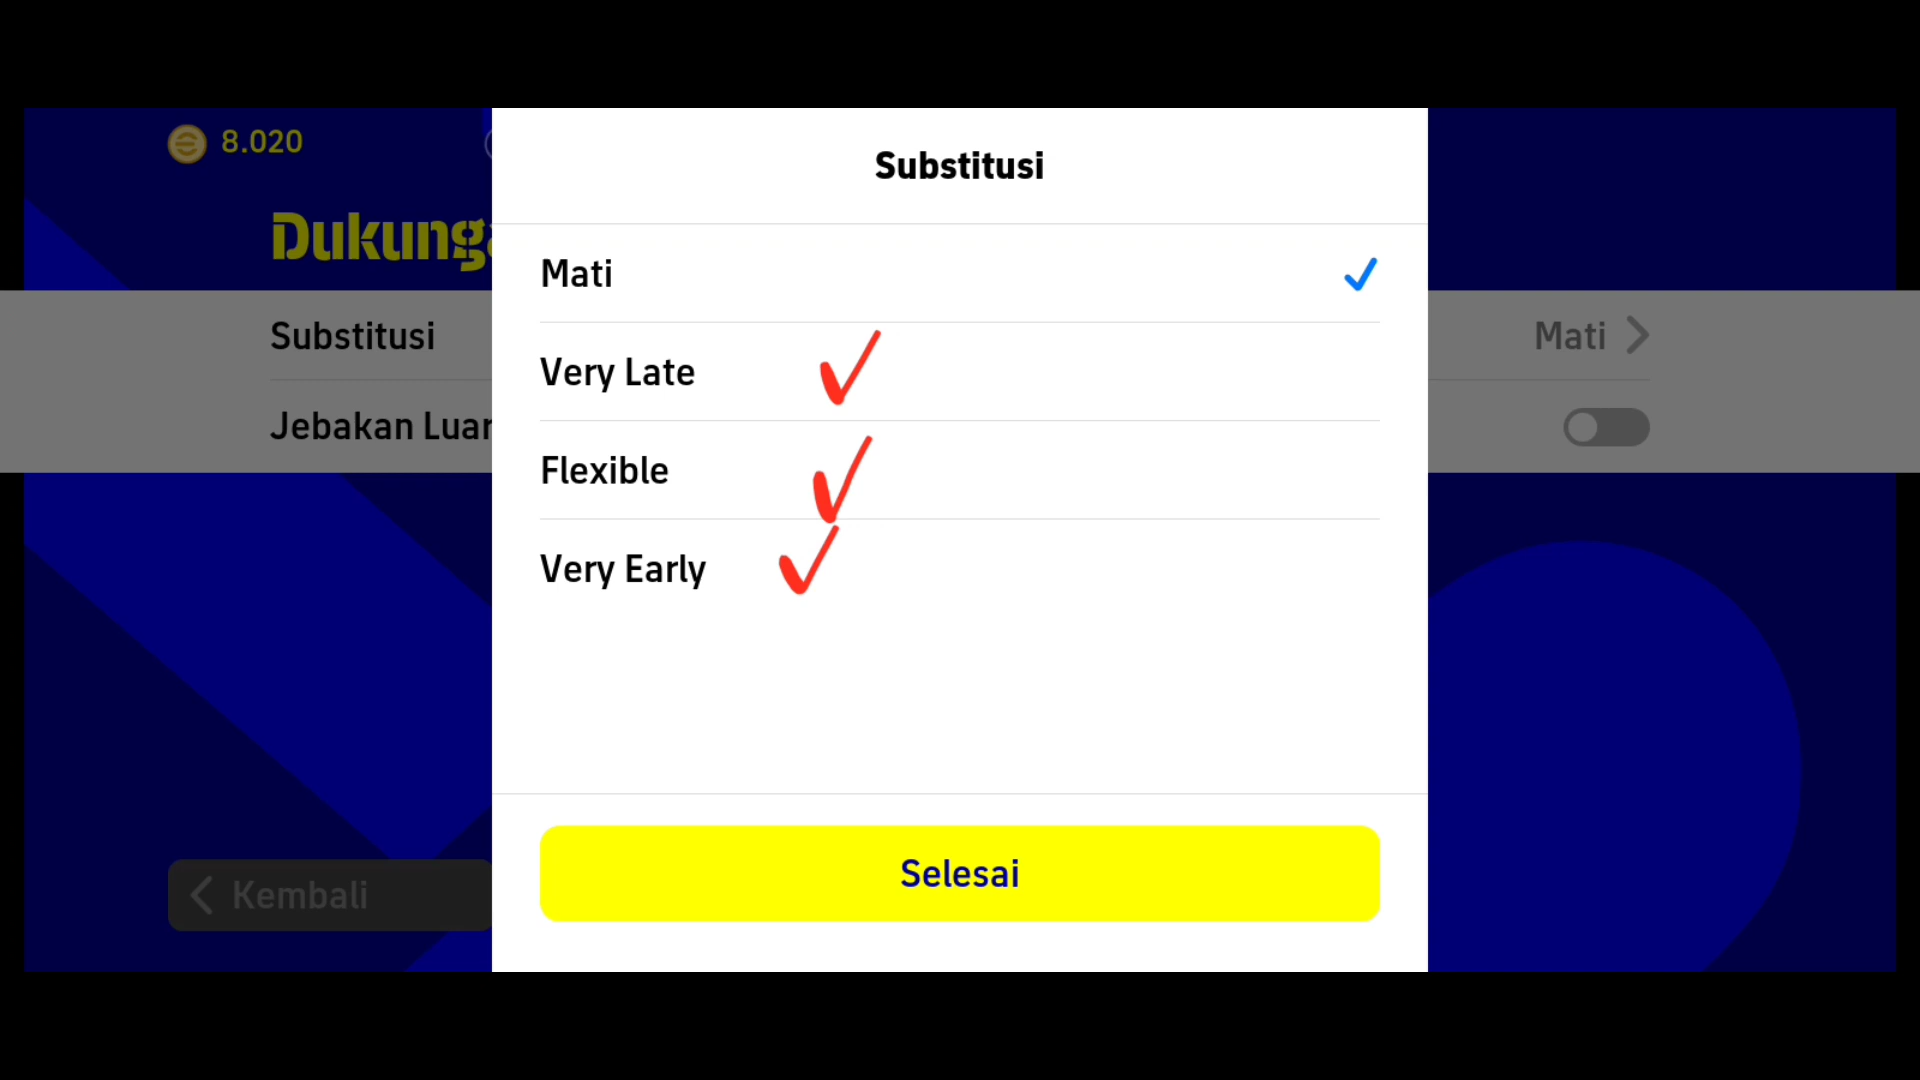 8.020
Dukung
Substitusi
Mati
Jebakan Luar
Kembali
Substitusi
Mati
Very Late
Flexible
Very Early
Selesai